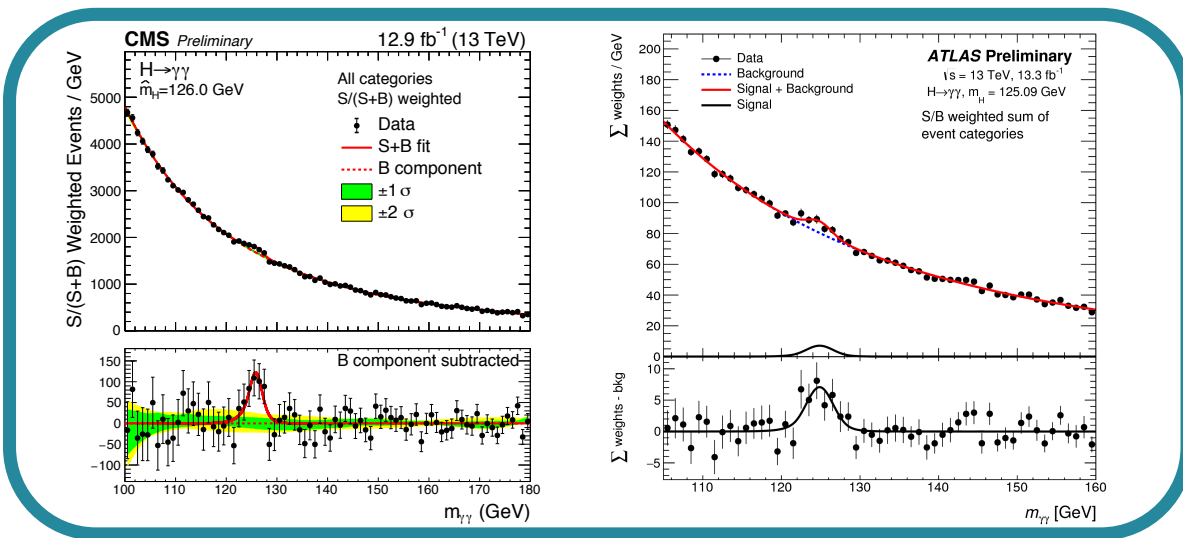 CMS Preliminary 12.9 fb⁻¹ (13 TeV)
H→γγ
m̂_H=126.0 GeV
All categories
S/(S+B) weighted
Data
S+B fit
B component
±1 σ
±2 σ
S/(S+B) Weighted Events / GeV
5000
4000
3000
2000
1000
0
B component subtracted
150
100
50
0
−50
−100
100 110 120 130 140 150 160 170 180
m_γγ (GeV)
ATLAS Preliminary
√s = 13 TeV, 13.3 fb⁻¹
H→γγ, m_H = 125.09 GeV
S/B weighted sum of
event categories
Data
Background
Signal + Background
Signal
Σ weights / GeV
200
180
160
140
120
100
80
60
40
20
0
Σ weights - bkg
10
5
0
−5
110 120 130 140 150 160
m_γγ [GeV]